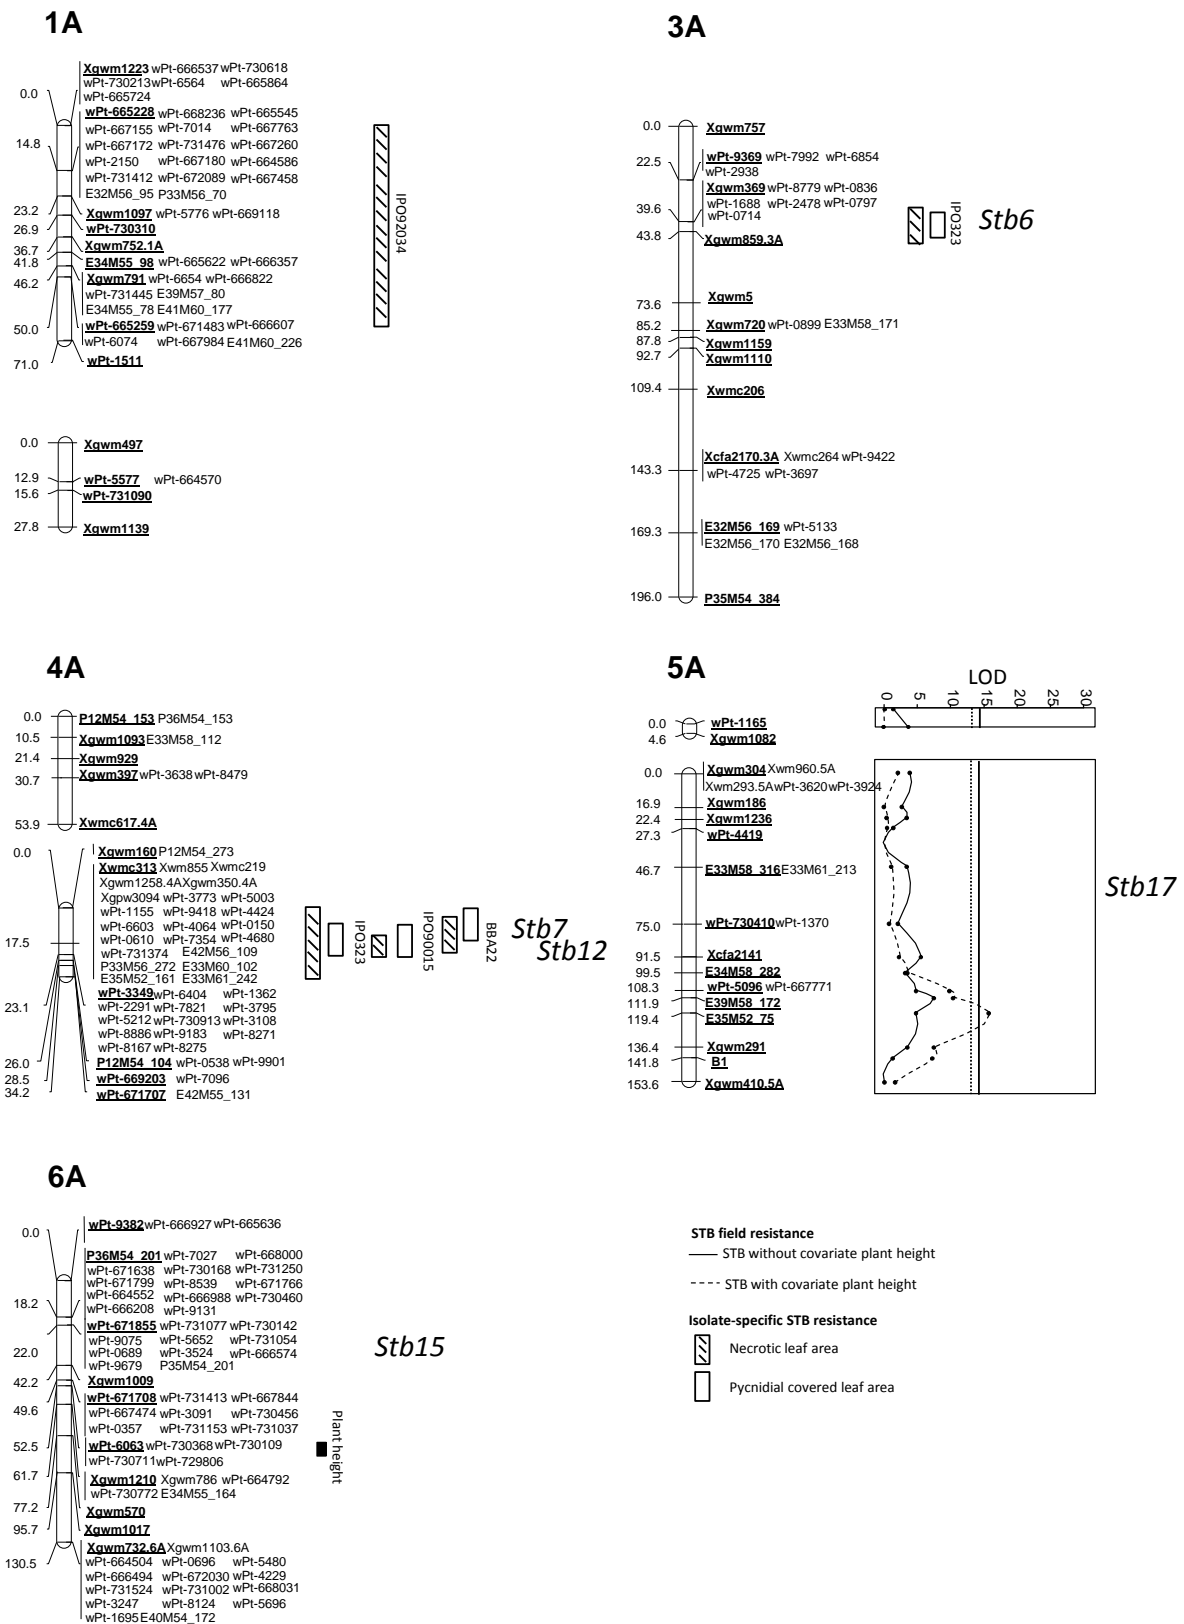 1A
Xgwm1223 wPt-666537 wPt-730618
wPt-730213 wPt-6564 wPt-665864
0.0 wPt-665724
wPt-665228 wPt-668236 wPt-665545
wPt-667155 wPt-7014 wPt-667763
14.8 wPt-667172 wPt-731476 wPt-667260
wPt-2150 wPt-667180 wPt-664586
wPt-731412 wPt-672089 wPt-667458
E32M56_95 P33M56_70
23.2 Xgwm1097 wPt-5776 wPt-669118
26.9 wPt-730310
36.7 Xgwm752.1A
41.8 E34M55_98 wPt-665622 wPt-666357
46.2 Xgwm791 wPt-6654 wPt-666822
wPt-731445 E39M57_80
E34M55_78 E41M60_177
50.0 wPt-665259 wPt-671483 wPt-666607
wPt-6074 wPt-667984 E41M60_226
71.0 wPt-1511
IPO92034
0.0 Xgwm497
12.9 wPt-5577 wPt-664570
15.6 wPt-731090
27.8 Xgwm1139
3A
0.0 Xgwm757
22.5 wPt-9369 wPt-7992 wPt-6854
wPt-2938
Xgwm369 wPt-8779 wPt-0836
39.6 wPt-1688 wPt-2478 wPt-0797
wPt-0714
43.8 Xgwm859.3A
IPO323
Stb6
73.6 Xgwm5
85.2 Xgwm720 wPt-0899 E33M58_171
87.8 Xgwm1159
92.7 Xgwm1110
109.4 Xwmc206
143.3 Xcfa2170.3A Xwmc264 wPt-9422
wPt-4725 wPt-3697
169.3 E32M56_169 wPt-5133
E32M56_170 E32M56_168
196.0 P35M54_384
4A
0.0 P12M54_153 P36M54_153
10.5 Xgwm1093 E33M58_112
21.4 Xgwm929
30.7 Xgwm397 wPt-3638 wPt-8479
53.9 Xwmc617.4A
0.0 Xgwm160 P12M54_273
Xwmc313 Xwm855 Xwmc219
Xgwm1258.4A Xgwm350.4A
Xgpw3094 wPt-3773 wPt-5003
wPt-1155 wPt-9418 wPt-4424
wPt-6603 wPt-4064 wPt-0150
17.5 wPt-0610 wPt-7354 wPt-4680
wPt-731374 E42M56_109
P33M56_272 E33M60_102
E35M52_161 E33M61_242
23.1 wPt-3349 wPt-6404 wPt-1362
wPt-2291 wPt-7821 wPt-3795
wPt-5212 wPt-730913 wPt-3108
wPt-8886 wPt-9183 wPt-8271
wPt-8167 wPt-8275
26.0 P12M54_104 wPt-0538 wPt-9901
28.5 wPt-669203 wPt-7096
34.2 wPt-671707 E42M55_131
IPO323
IPO90015
BBA22
Stb7
Stb12
5A
LOD
0 5 10 15 20 25 30
0.0 wPt-1165
4.6 Xgwm1082
0.0 Xgwm304 Xwm960.5A
Xwm293.5A wPt-3620 wPt-3924
16.9 Xgwm186
22.4 Xgwm1236
27.3 wPt-4419
46.7 E33M58_316 E33M61_213
75.0 wPt-730410 wPt-1370
91.5 Xcfa2141
99.5 E34M58_282
108.3 wPt-5096 wPt-667771
111.9 E39M58_172
119.4 E35M52_75
136.4 Xgwm291
141.8 B1
153.6 Xgwm410.5A
Stb17
6A
0.0 wPt-9382 wPt-666927 wPt-665636
P36M54_201 wPt-7027 wPt-668000
wPt-671638 wPt-730168 wPt-731250
wPt-671799 wPt-8539 wPt-671766
wPt-664552 wPt-666988 wPt-730460
18.2 wPt-666208 wPt-9131
wPt-671855 wPt-731077 wPt-730142
wPt-9075 wPt-5652 wPt-731054
22.0 wPt-0689 wPt-3524 wPt-666574
wPt-9679 P35M54_201
42.2 Xgwm1009
wPt-671708 wPt-731413 wPt-667844
49.6 wPt-667474 wPt-3091 wPt-730456
wPt-0357 wPt-731153 wPt-731037
52.5 wPt-6063 wPt-730368 wPt-730109
wPt-730711 wPt-729806
61.7 Xgwm1210 Xgwm786 wPt-664792
wPt-730772 E34M55_164
77.2 Xgwm570
95.7 Xgwm1017
Xgwm732.6A Xgwm1103.6A
130.5 wPt-664504 wPt-0696 wPt-5480
wPt-666494 wPt-672030 wPt-4229
wPt-731524 wPt-731002 wPt-668031
wPt-3247 wPt-8124 wPt-5696
wPt-1695 E40M54_172
Stb15
Plant height
STB field resistance
STB without covariate plant height
STB with covariate plant height
Isolate-specific STB resistance
Necrotic leaf area
Pycnidial covered leaf area